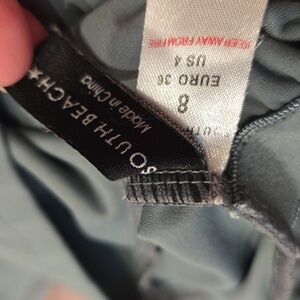 SOUTH BEACH★
Made in China
KEEP AWAY FROM FIRE
8
EURO 36
US 4